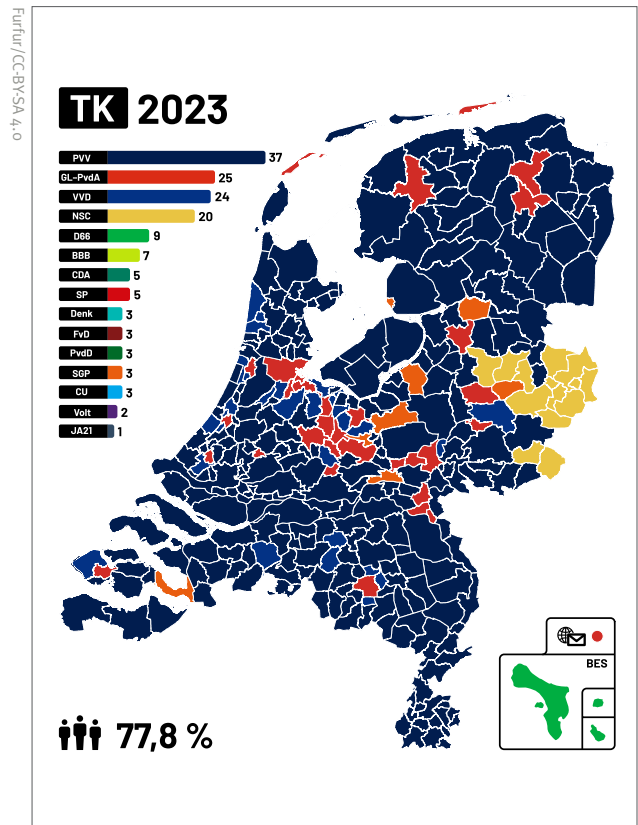 Furfur/CC-BY-SA 4.0
TK 2023
PVV 37
GL-PvdA 25
VVD 24
NSC 20
D66 9
BBB 7
CDA 5
SP 5
Denk 3
FvD 3
PvdD 3
SGP 3
CU 3
Volt 2
JA21 1
BES
77,8 %